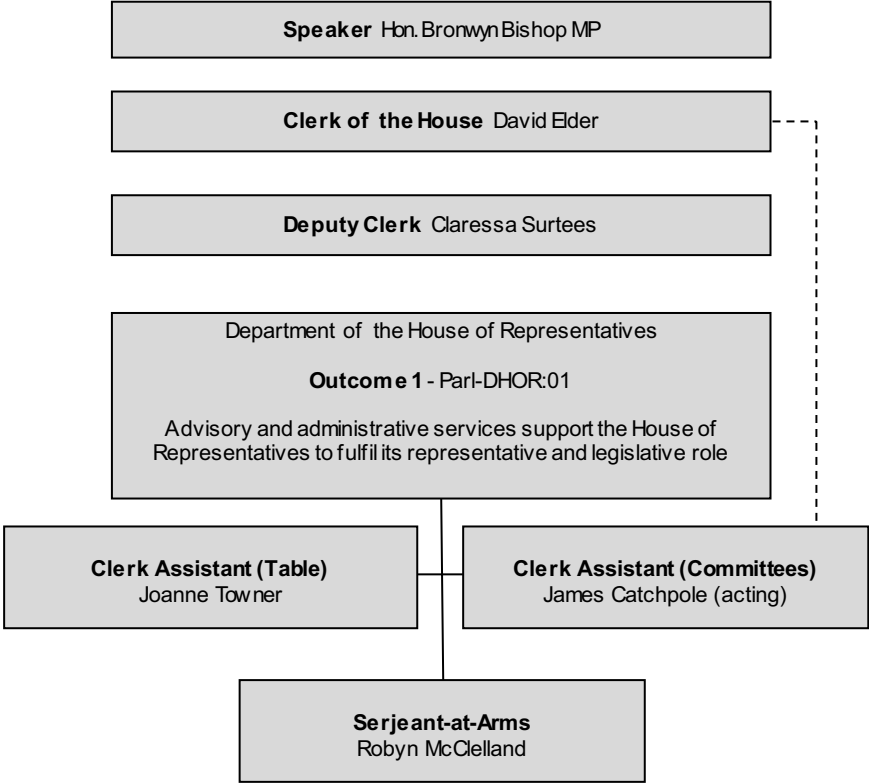 Speaker Hon. Bronwyn Bishop MP
Clerk of the House David Elder
Deputy Clerk Claressa Surtees
Department of the House of Representatives
Outcome 1 - Parl-DHOR:01
Advisory and administrative services support the House of
Representatives to fulfil its representative and legislative role
Clerk Assistant (Table)
Joanne Towner
Clerk Assistant (Committees)
James Catchpole (acting)
Serjeant-at-Arms
Robyn McClelland